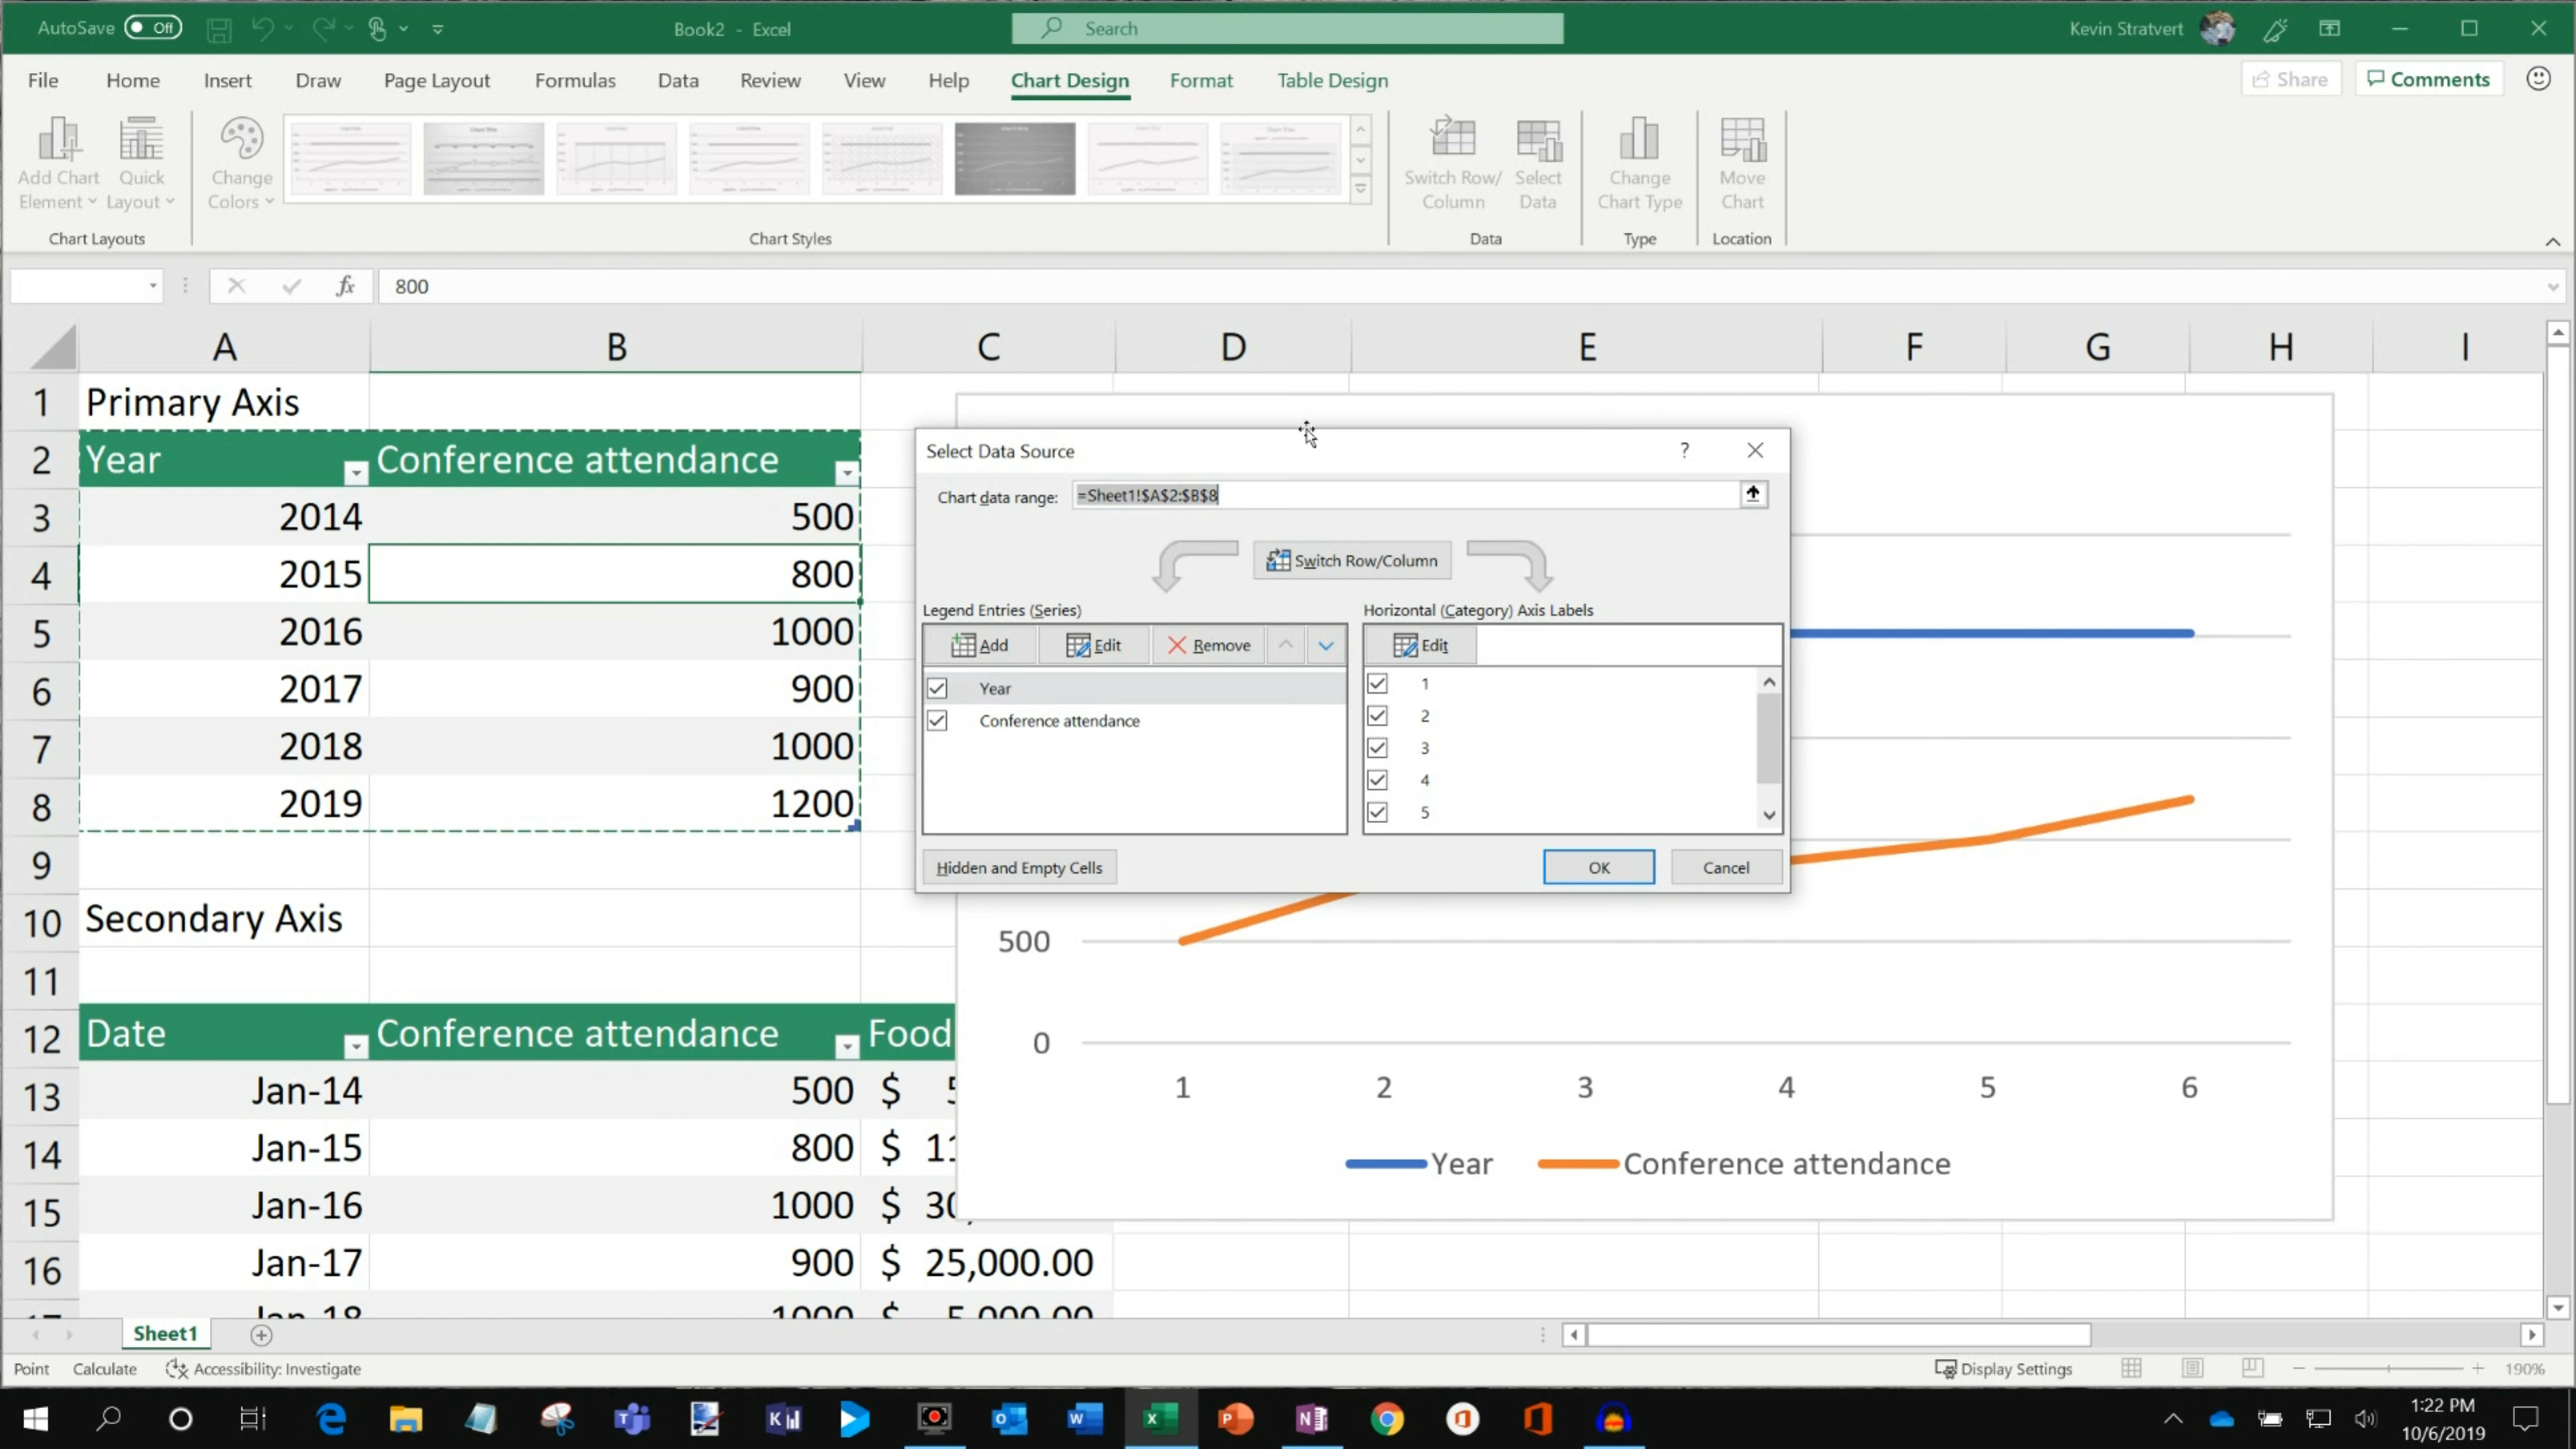 AutoSave Off Book2 - Excel Search Kevin Stratvert
File Home Insert Draw Page Layout Formulas Data Review View Help Chart Design Format Table Design Share Comments
Add Chart Element Quick Layout Change Colors Switch Row/Column Select Data Change Chart Type Move Chart
Chart Layouts Chart Styles Data Type Location
fx 800
A B C D E F G H I
1 Primary Axis
2 Year Conference attendance
3 2014 500
4 2015 800
5 2016 1000
6 2017 900
7 2018 1000
8 2019 1200
9
10 Secondary Axis
11
12 Date Conference attendance Food
13 Jan-14 500 $
14 Jan-15 800 $ 11
15 Jan-16 1000 $ 30,
16 Jan-17 900 $ 25,000.00
17 Jan-18 1000 $ 5,000.00
Select Data Source ?
Chart data range: =Sheet1!$A$2:$B$8
Switch Row/Column
Legend Entries (Series) Horizontal (Category) Axis Labels
Add Edit Remove Edit
Year
Conference attendance
1
2
3
4
5
Hidden and Empty Cells OK Cancel
500
0
1 2 3 4 5 6
Year Conference attendance
Sheet1
Point Calculate Accessibility: Investigate Display Settings 190%
1:22 PM
10/6/2019